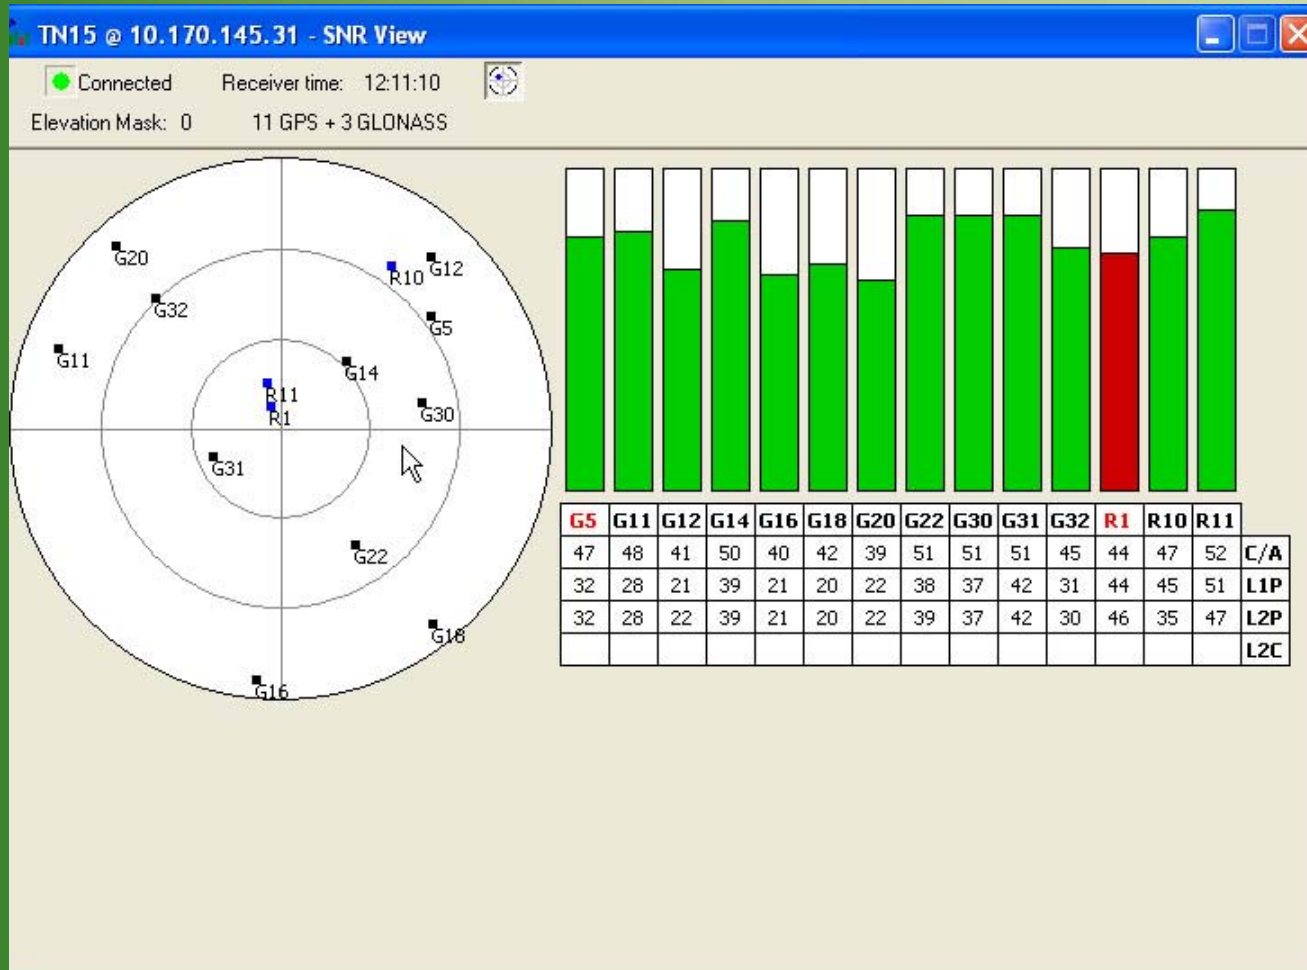 TN15 @ 10.170.145.31 - SNR View
Connected Receiver time: 12:11:10
Elevation Mask: 0 11 GPS + 3 GLONASS
G20
G12
R10
G32
G5
G11
G14
R11
G30
R1
G31
G22
G18
G16
G5 G11 G12 G14 G16 G18 G20 G22 G30 G31 G32 R1 R10 R11
47 48 41 50 40 42 39 51 51 51 45 44 47 52 C/A
32 28 21 39 21 20 22 38 37 42 31 44 45 51 L1P
32 28 22 39 21 20 22 39 37 42 30 46 35 47 L2P
L2C